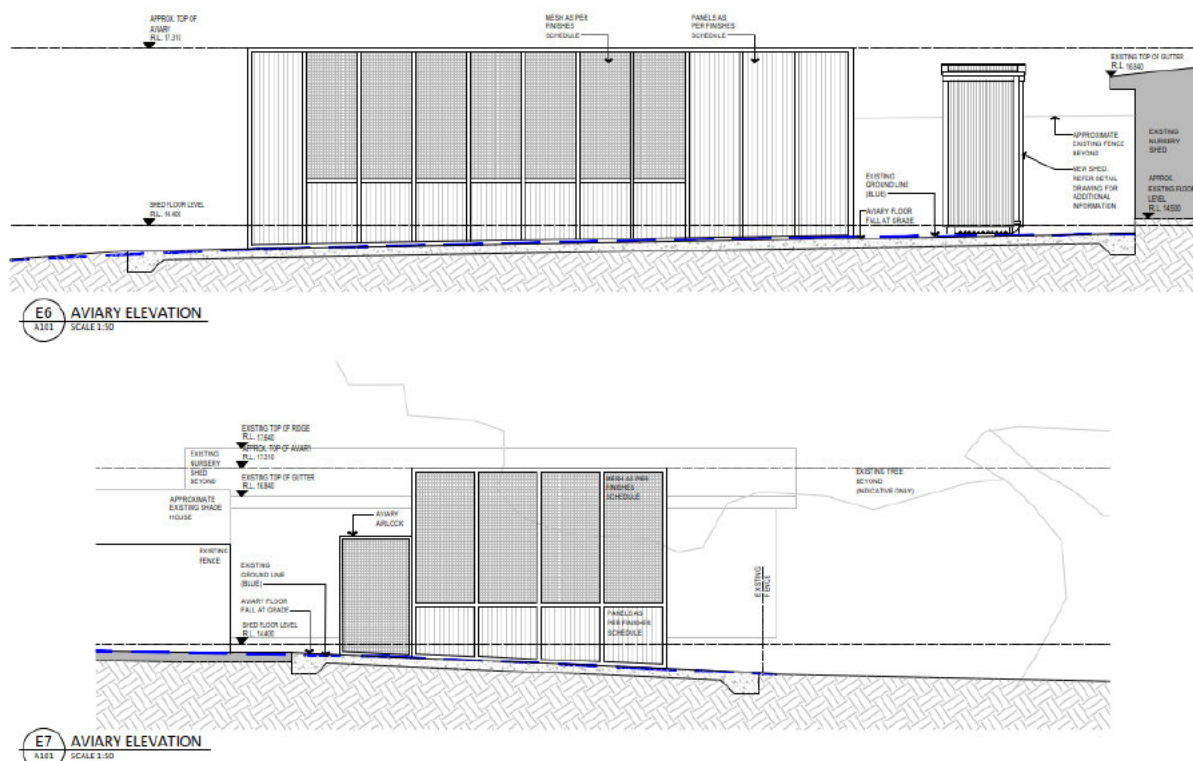 APPROX. TOP OF
AVIARY
R.L. 17.310
MESH AS PER
FINISHES
SCHEDULE
PANELS AS
PER FINISHES
SCHEDULE
EXISTING TOP OF GUTTER
R.L. 16.840
APPROXIMATE
EXISTING FENCE
BEYOND
EXISTING
NURSERY
SHED
NEW SHED.
REFER DETAIL
DRAWING FOR
ADDITIONAL
INFORMATION
APPROX.
EXISTING FLOOR
LEVEL
R.L. 14.500
EXISTING
GROUND LINE
(BLUE)
AVIARY FLOOR
FALL AT GRADE
SHED FLOOR LEVEL
R.L. 14.400
E6
A101
AVIARY ELEVATION
SCALE 1:50
EXISTING TOP OF RIDGE
R.L. 17.640
APPROX. TOP OF AVIARY
R.L. 17.310
EXISTING
NURSERY
SHED
BEYOND
EXISTING TOP OF GUTTER
R.L. 16.840
APPROXIMATE
EXISTING SHADE
HOUSE
AVIARY
AIRLOCK
MESH AS PER
FINISHES
SCHEDULE
EXISTING TREE
BEYOND
(INDICATIVE ONLY)
EXISTING
FENCE
EXISTING
GROUND LINE
(BLUE)
AVIARY FLOOR
FALL AT GRADE
SHED FLOOR LEVEL
R.L. 14.400
PANELS AS
PER FINISHES
SCHEDULE
EXISTING
FENCE
E7
A101
AVIARY ELEVATION
SCALE 1:50